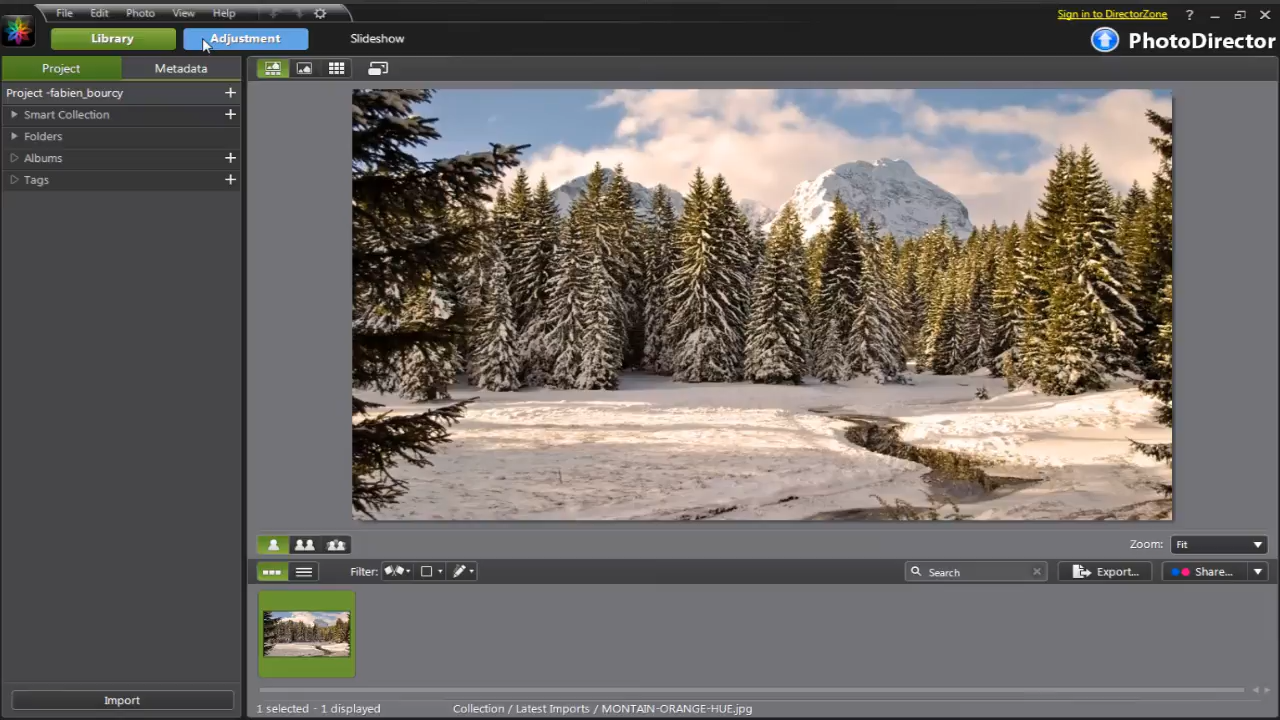 File Edit Photo View Help Sign in to DirectorZone ?
Library Adjustment Slideshow PhotoDirector
Project Metadata
Project -fabien_bourcy +
Smart Collection +
Folders
Albums +
Tags +
Zoom: Fit
Filter: Search Export... Share...
Import
1 selected - 1 displayed Collection / Latest Imports / MONTAIN-ORANGE-HUE.jpg